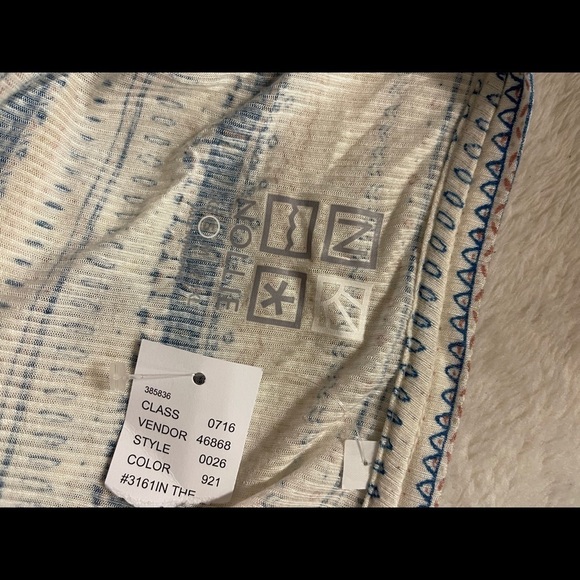 N
NOLLIE
385836
CLASS 0716
VENDOR 46868
STYLE 0026
COLOR 921
#3161IN THE